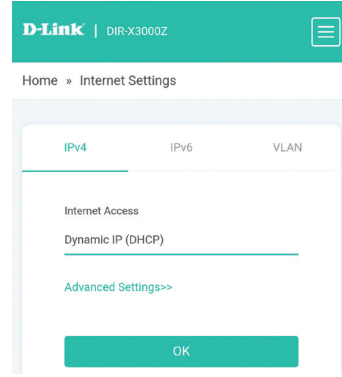 D-Link | DIR-X3000Z
Home » Internet Settings
IPv4 IPv6 VLAN
Internet Access
Dynamic IP (DHCP)
Advanced Settings>>
OK